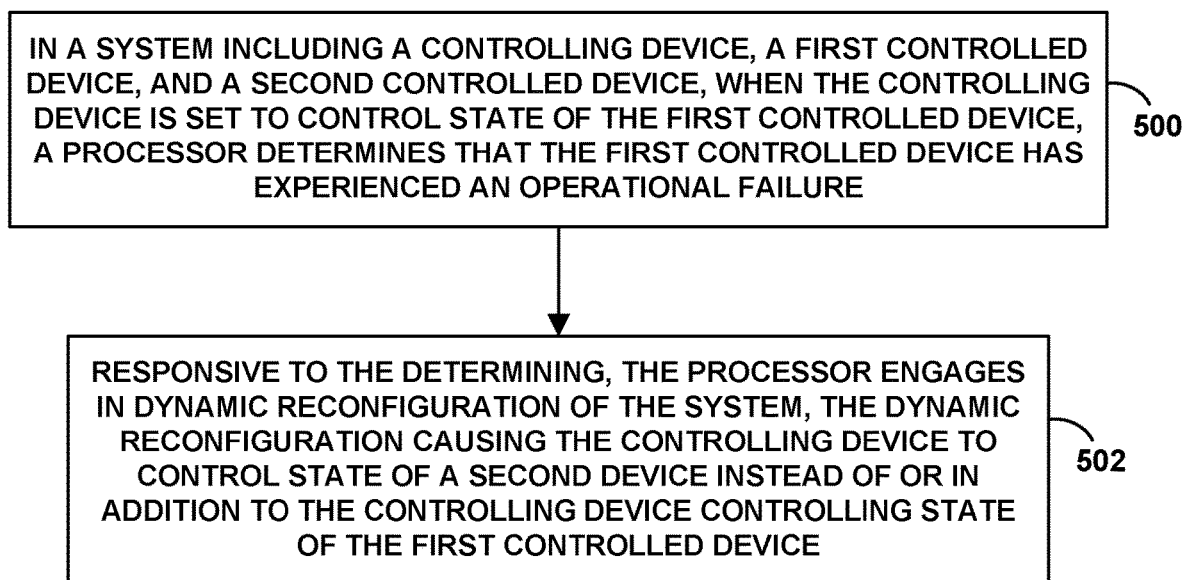 IN A SYSTEM INCLUDING A CONTROLLING DEVICE, A FIRST CONTROLLED
DEVICE, AND A SECOND CONTROLLED DEVICE, WHEN THE CONTROLLING
DEVICE IS SET TO CONTROL STATE OF THE FIRST CONTROLLED DEVICE,
A PROCESSOR DETERMINES THAT THE FIRST CONTROLLED DEVICE HAS
EXPERIENCED AN OPERATIONAL FAILURE
500
RESPONSIVE TO THE DETERMINING, THE PROCESSOR ENGAGES
IN DYNAMIC RECONFIGURATION OF THE SYSTEM, THE DYNAMIC
RECONFIGURATION CAUSING THE CONTROLLING DEVICE TO
CONTROL STATE OF A SECOND DEVICE INSTEAD OF OR IN
ADDITION TO THE CONTROLLING DEVICE CONTROLLING STATE
OF THE FIRST CONTROLLED DEVICE
502